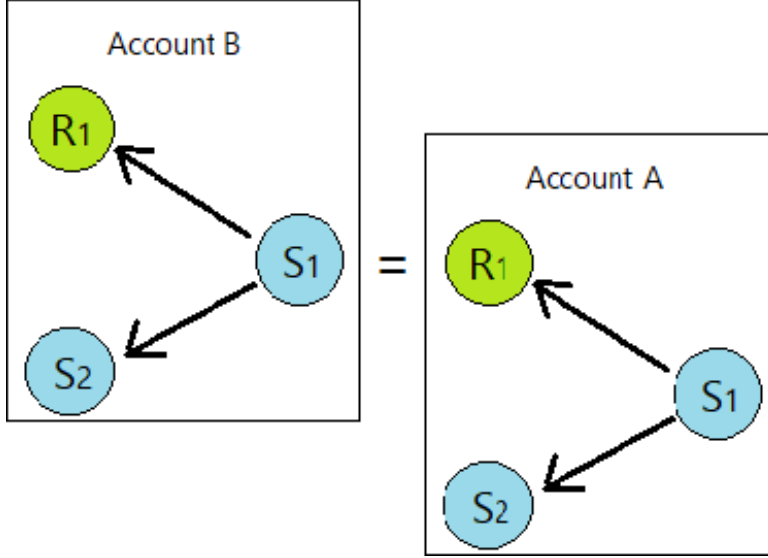 Account B
R1
S1
S2
=
Account A
R1
S1
S2